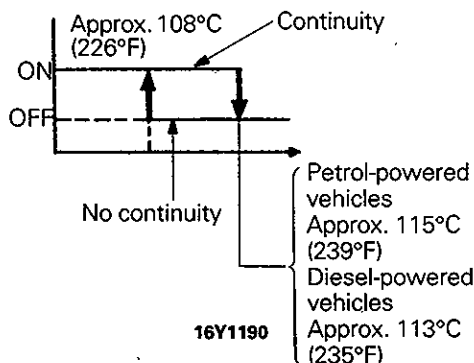 Approx. 108°C
(226°F)
Continuity
ON
OFF
No continuity
Petrol-powered
vehicles
Approx. 115°C
(239°F)
Diesel-powered
vehicles
Approx. 113°C
(235°F)
16Y1190